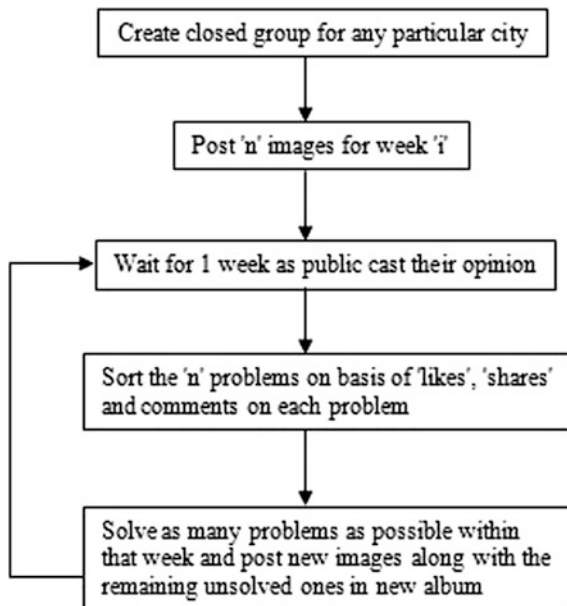 Create closed group for any particular city
Post 'n' images for week 'i'
Wait for 1 week as public cast their opinion
Sort the 'n' problems on basis of 'likes', 'shares'
and comments on each problem
Solve as many problems as possible within
that week and post new images along with the
remaining unsolved ones in new album